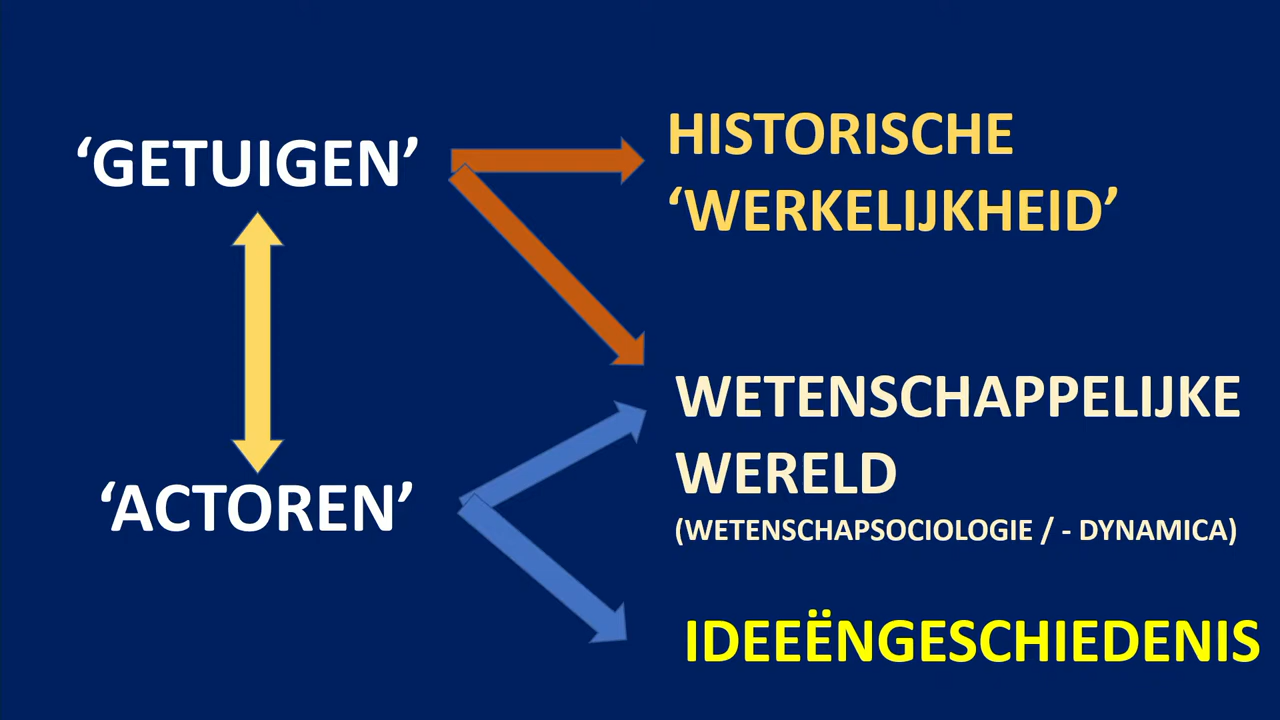 ‘GETUIGEN’
HISTORISCHE
‘WERKELIJKHEID’
‘ACTOREN’
WETENSCHAPPELIJKE
WERELD
(WETENSCHAPSOCIOLOGIE / - DYNAMICA)
IDEEËNGESCHIEDENIS